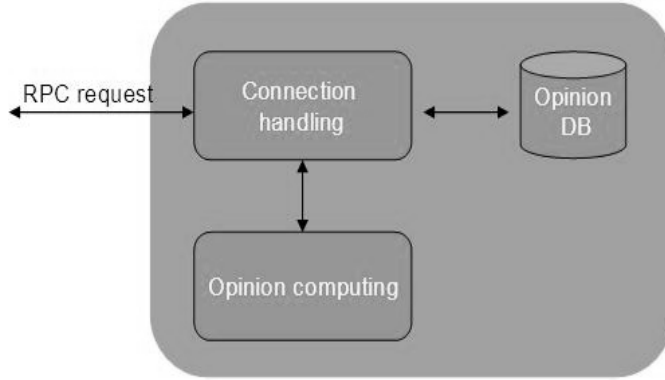 RPC request
Connection
handling
Opinion
DB
Opinion computing